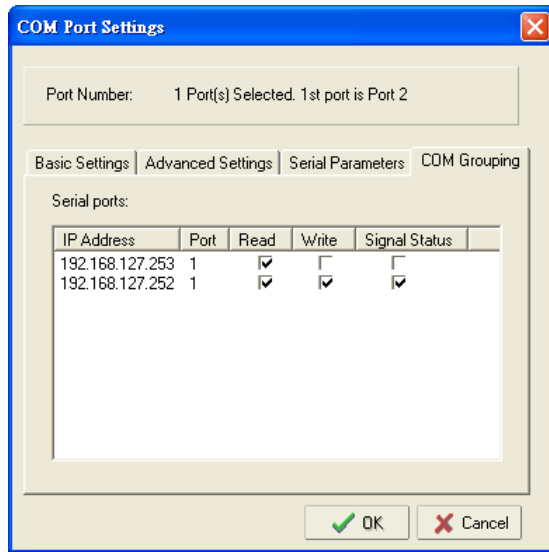 COM Port Settings
Port Number: 1 Port(s) Selected. 1st port is Port 2
Basic Settings Advanced Settings Serial Parameters COM Grouping
Serial ports:
IP Address Port Read Write Signal Status
192.168.127.253 1
192.168.127.252 1
OK Cancel